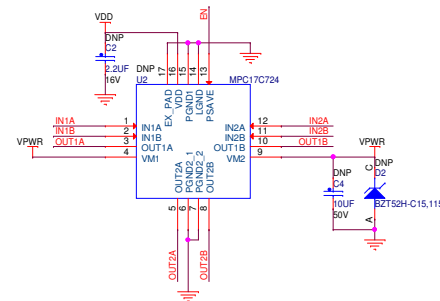 VDD
EN
DNP
C2
2.2UF
16V
DNP
U2
MPC17C724
17
16
15
14
13
EX_PAD
VDD
PGND1
LGND
PSAVE
IN1A
1
IN1A
IN2A
12
IN2A
IN1B
2
IN1B
IN2B
11
IN2B
OUT1A
3
OUT1A
OUT1B
10
OUT1B
VPWR
4
VM1
VM2
9
VPWR
OUT2A
PGND2_1
PGND2_2
OUT2B
5
6
7
8
OUT2A
OUT2B
DNP
C4
10UF
50V
C
DNP
D2
BZT52H-C15,115
A